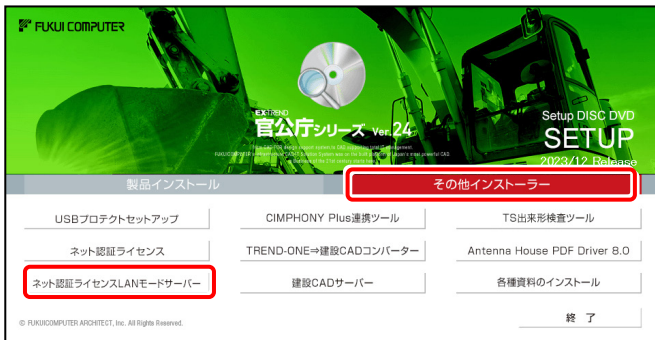 FUKUI COMPUTER
EXTREND
官公庁シリーズ Ver.24
Setup DISC DVD
SETUP
2023/12 Release
製品インストール
その他インストーラー
USBプロテクトセットアップ
CIMPHONY Plus連携ツール
TS出来形検査ツール
ネット認証ライセンス
TREND-ONE⇒建設CADコンバーター
Antenna House PDF Driver 8.0
ネット認証ライセンスLANモードサーバー
建設CADサーバー
各種資料のインストール
© FUKUICOMPUTER ARCHITECT, Inc. All Rights Reserved.
終 了